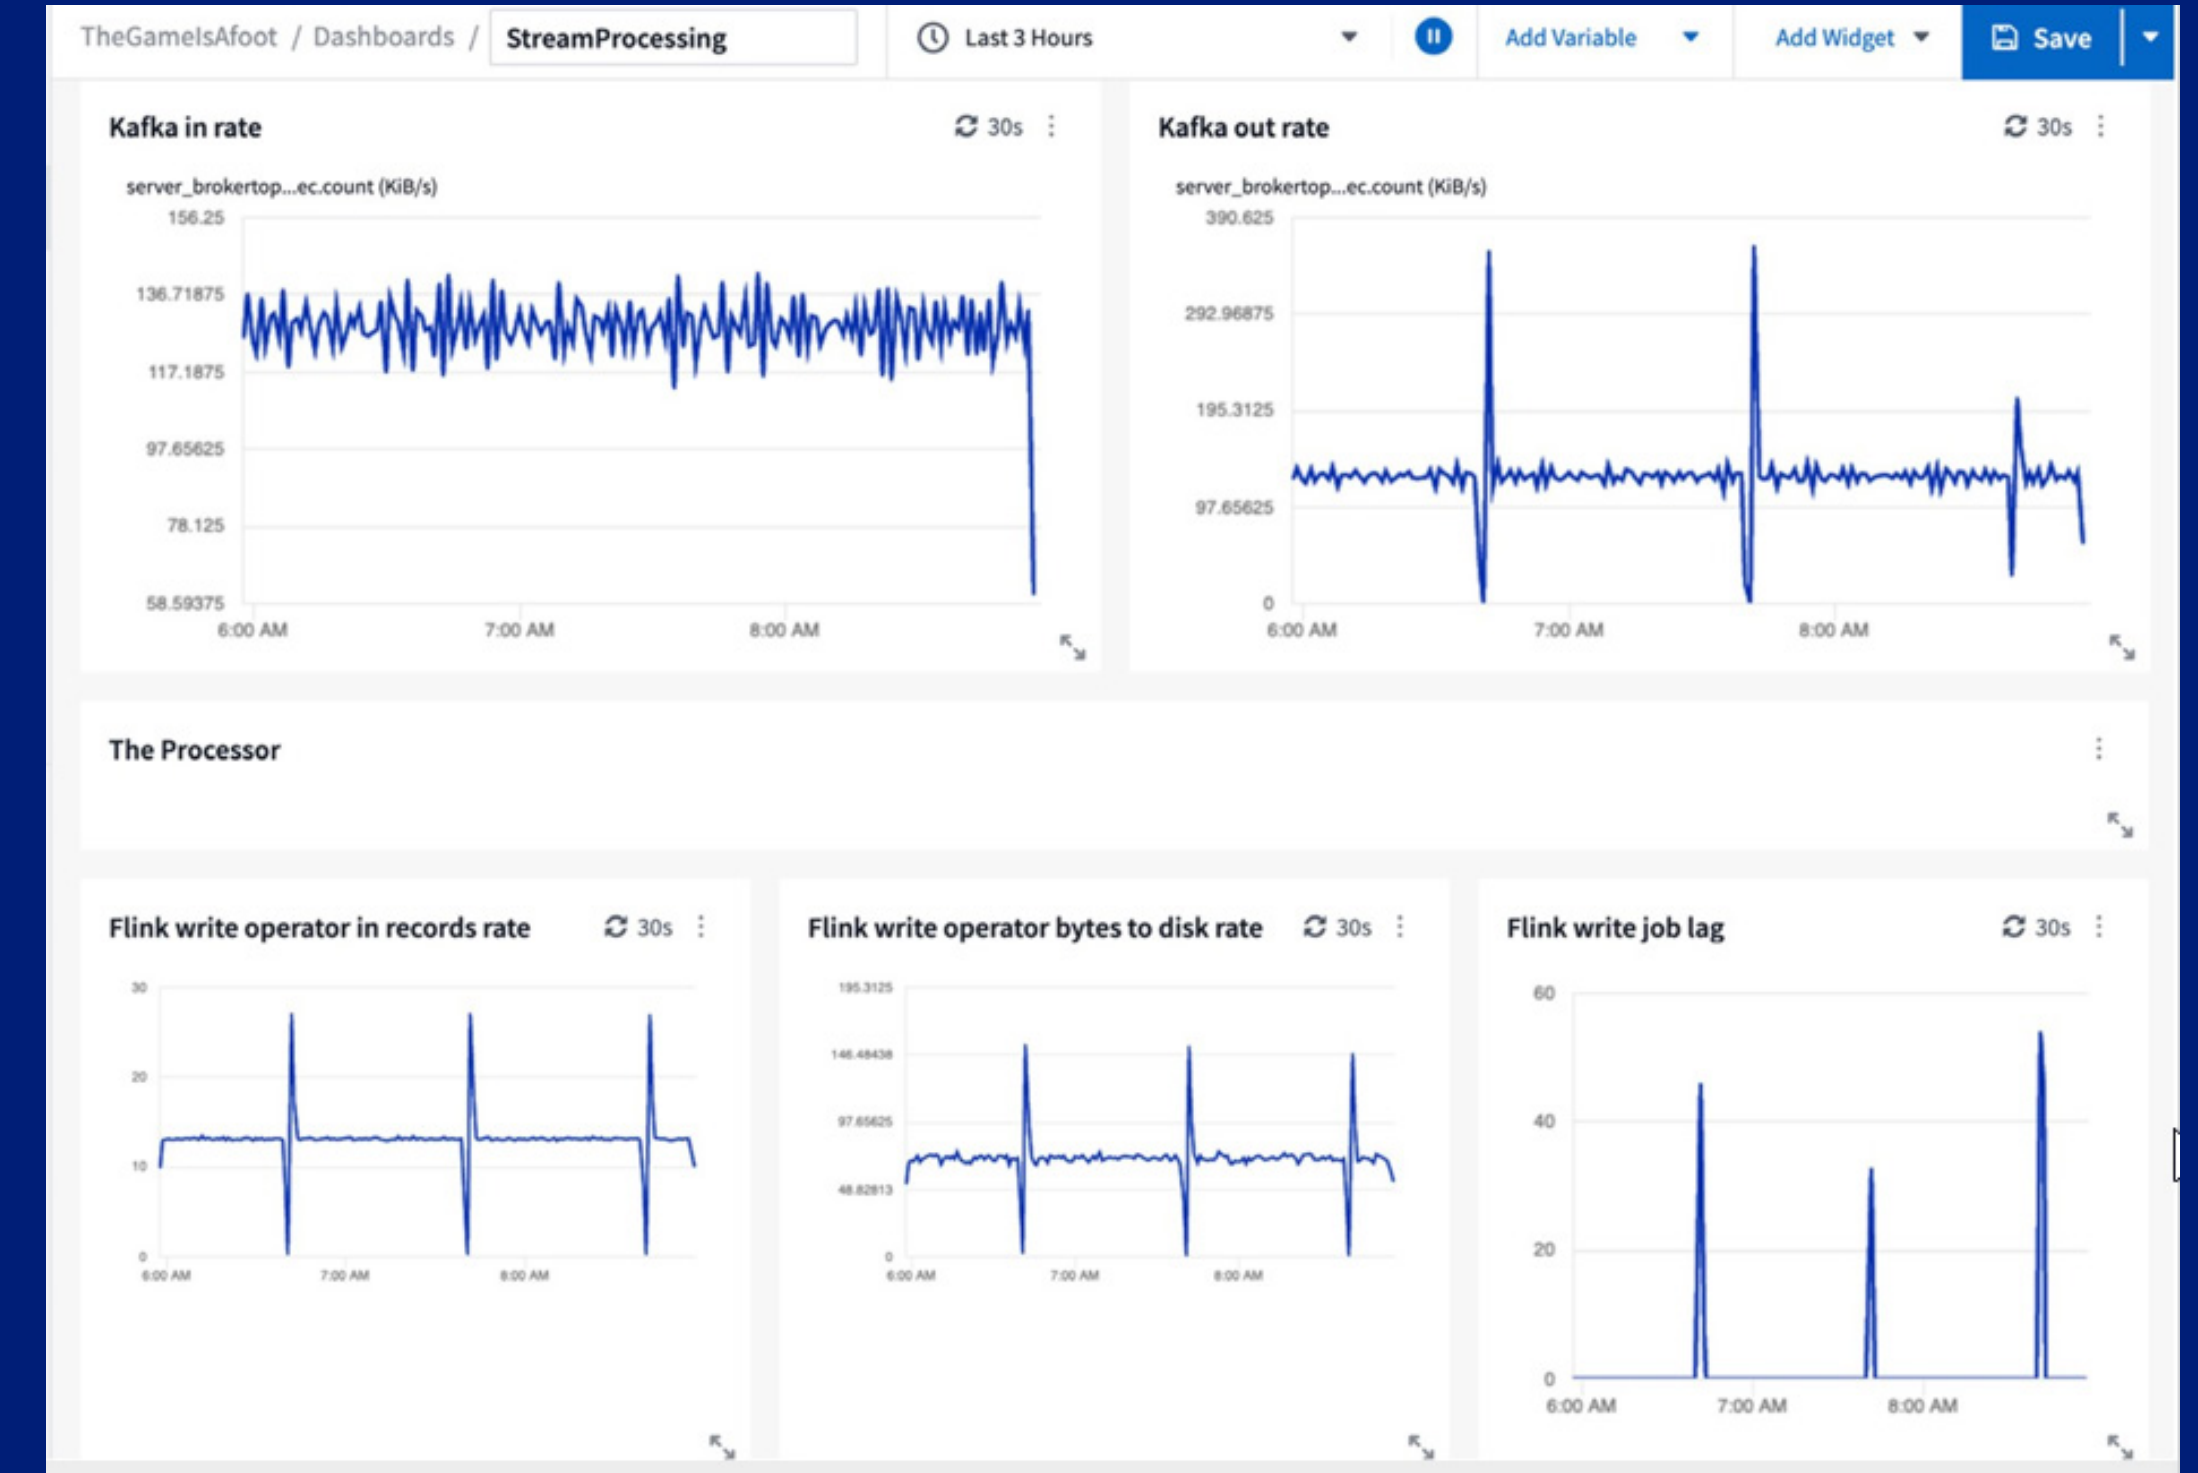 TheGameIsAfoot / Dashboards / StreamProcessing Last 3 Hours Add Variable Add Widget Save
Kafka in rate 30s
server_brokertop...ec.count (KiB/s)
156.25
136.71875
117.1875
97.65625
78.125
58.59375
6:00 AM 7:00 AM 8:00 AM
Kafka out rate 30s
server_brokertop...ec.count (KiB/s)
390.625
292.96875
195.3125
97.65625
0
6:00 AM 7:00 AM 8:00 AM
The Processor
Flink write operator in records rate 30s
30
20
10
0
6:00 AM 7:00 AM 8:00 AM
Flink write operator bytes to disk rate 30s
195.3125
146.48438
97.65625
48.82813
0
6:00 AM 7:00 AM 8:00 AM
Flink write job lag 30s
60
40
20
0
6:00 AM 7:00 AM 8:00 AM